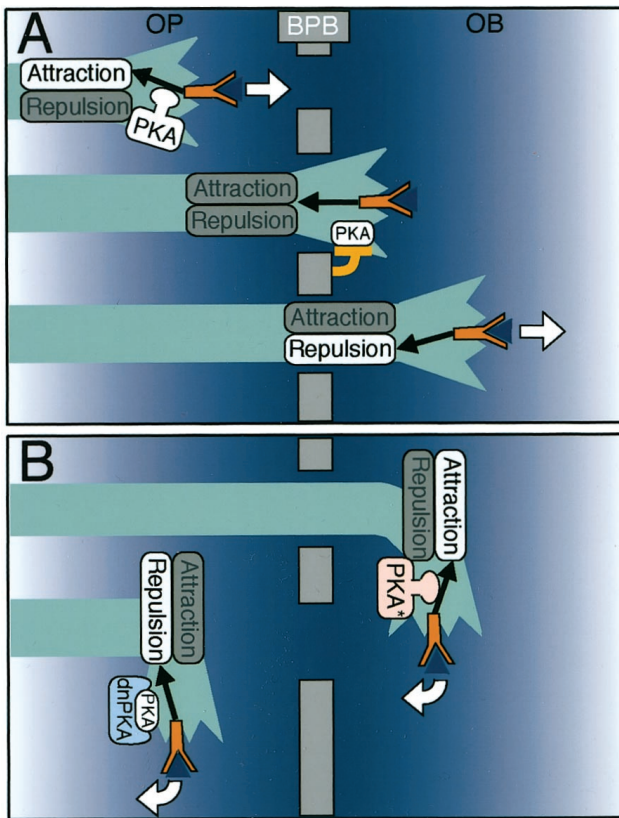 A
OP
BPB
OB
Attraction
Repulsion
PKA
Attraction
Repulsion
PKA
Attraction
Repulsion
B
Repulsion
Attraction
PKA*
Repulsion
Attraction
PKA
dnPKA